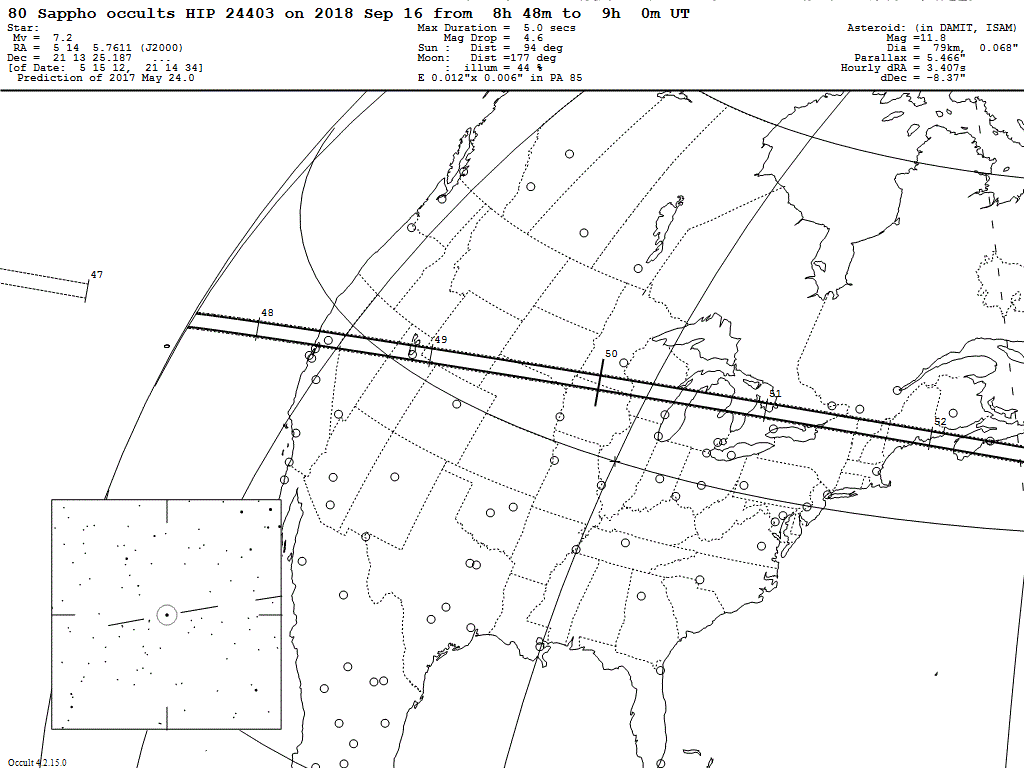 80 Sappho occults HIP 24403 on 2018 Sep 16 from  8h 48m to  9h  0m UT
Star:
Mv =  7.2
RA =  5 14  5.7611 (J2000)
Dec =  21 13 25.187   ...
[of Date:  5 15 12,  21 14 34]
Prediction of 2017 May 24.0
Max Duration =  5.0 secs
Mag Drop =  4.6
Sun :   Dist =  94 deg
Moon:   Dist =177 deg
:  illum = 44 %
E 0.012"x 0.006" in PA 85
Asteroid:  (in DAMIT, ISAM)
Mag =11.8
Dia =  79km,  0.068"
Parallax = 5.466"
Hourly dRA = 3.407s
dDec = -8.37"
47
48
49
50
51
52
Occult 4.2.15.0